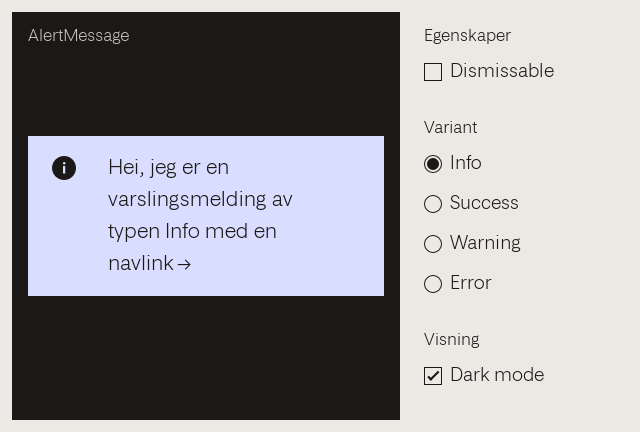 AlertMessage
Hei, jeg er en
varslingsmelding av
typen Info med en
navlink →
Egenskaper
Dismissable
Variant
Info
Success
Warning
Error
Visning
Dark mode